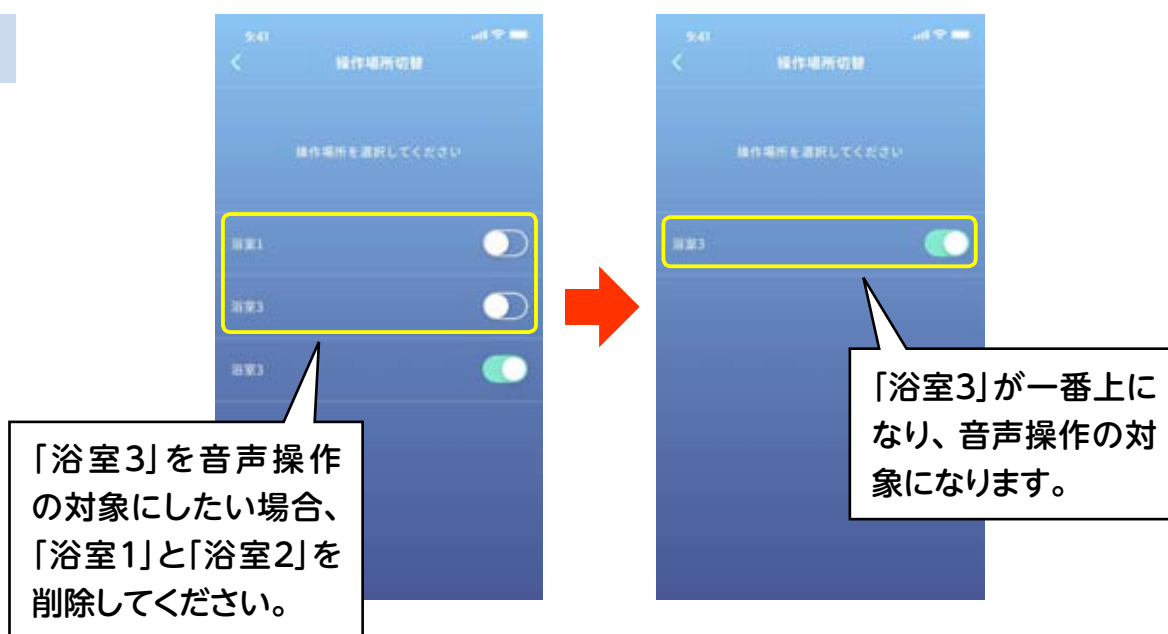 9:41
操作場所切替
操作場所を選択してください
浴室1
浴室3
浴室3
「浴室3」を音声操作
の対象にしたい場合、
「浴室1」と「浴室2」を
削除してください。
9:41
操作場所切替
操作場所を選択してください
浴室3
「浴室3」が一番上に
なり、音声操作の対
象になります。